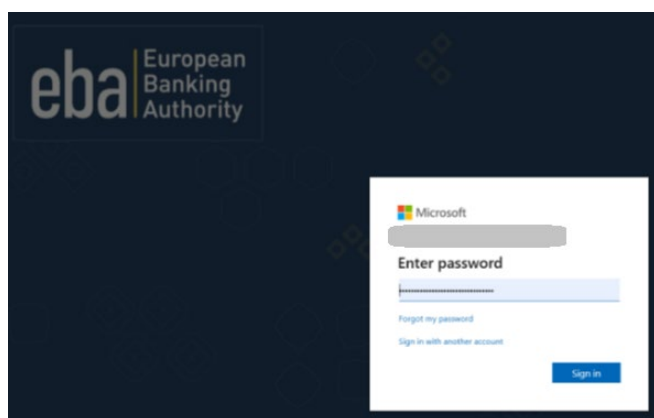 eba
European
Banking
Authority
Microsoft
Enter password
Forgot my password
Sign in with another account
Sign in